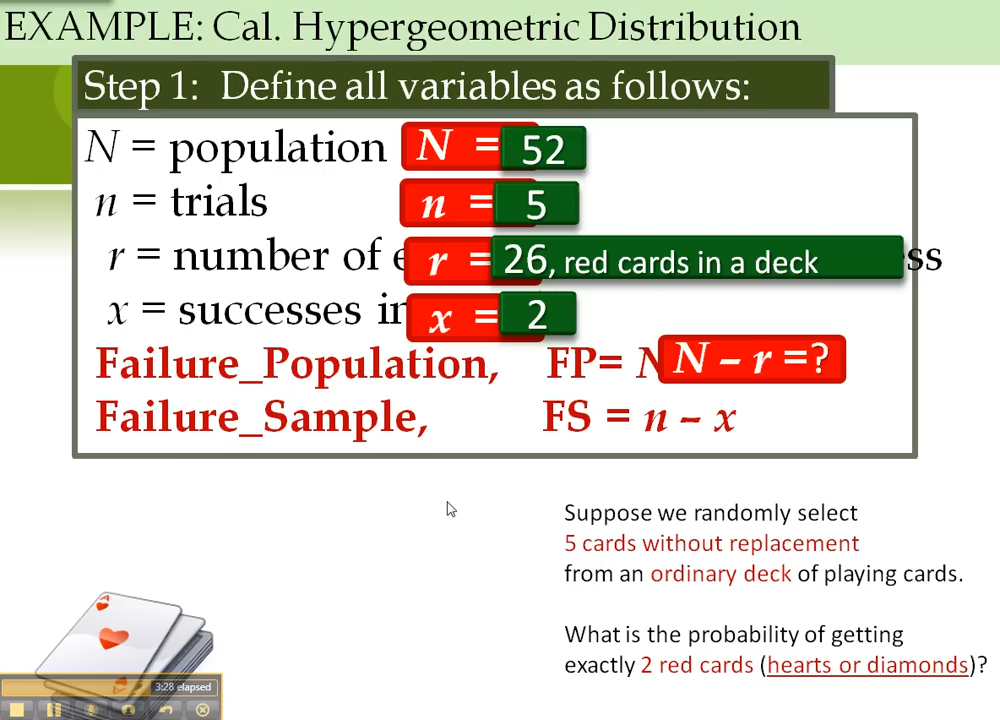 EXAMPLE: Cal. Hypergeometric Distribution
Step 1: Define all variables as follows:
N = population N = 52
n = trials n = 5
r = number of r = 26, red cards in a deck
x = successes x = 2
Failure_Population, FP= N N – r =?
Failure_Sample, FS = n – x
Suppose we randomly select
5 cards without replacement
from an ordinary deck of playing cards.
What is the probability of getting
exactly 2 red cards (hearts or diamonds)?
A
3:28 elapsed